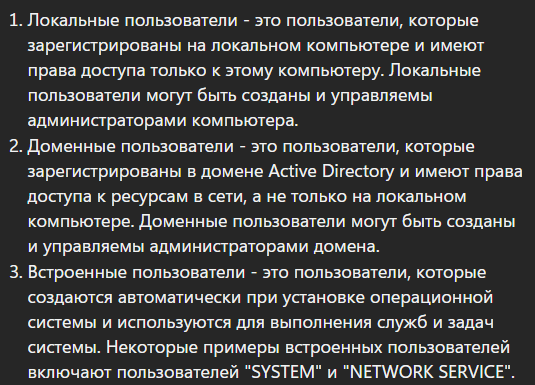 1. Локальные пользователи - это пользователи, которые
зарегистрированы на локальном компьютере и имеют
права доступа только к этому компьютеру. Локальные
пользователи могут быть созданы и управляемы
администраторами компьютера.
2. Доменные пользователи - это пользователи, которые
зарегистрированы в домене Active Directory и имеют права
доступа к ресурсам в сети, а не только на локальном
компьютере. Доменные пользователи могут быть созданы
и управляемы администраторами домена.
3. Встроенные пользователи - это пользователи, которые
создаются автоматически при установке операционной
системы и используются для выполнения служб и задач
системы. Некоторые примеры встроенных пользователей
включают пользователей "SYSTEM" и "NETWORK SERVICE".